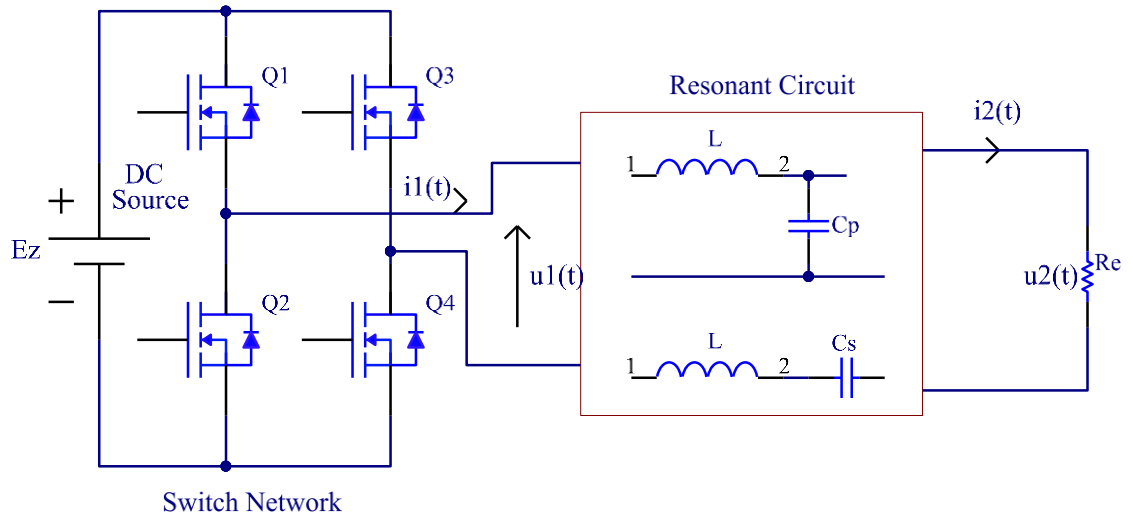 Q1
Q3
Resonant Circuit
i2(t)
L
1
2
DC
Source
i1(t)
+
Cp
Ez
u1(t)
u2(t)
Re
−
Q2
Q4
L
Cs
1
2
Switch Network